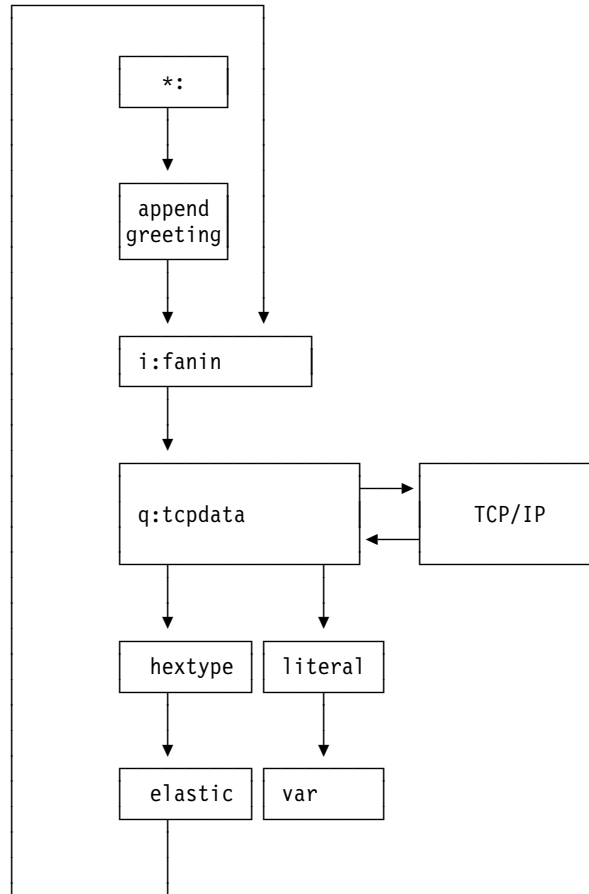 *:
append
greeting
i:fanin
q:tcpdata
TCP/IP
hextype
literal
elastic
var